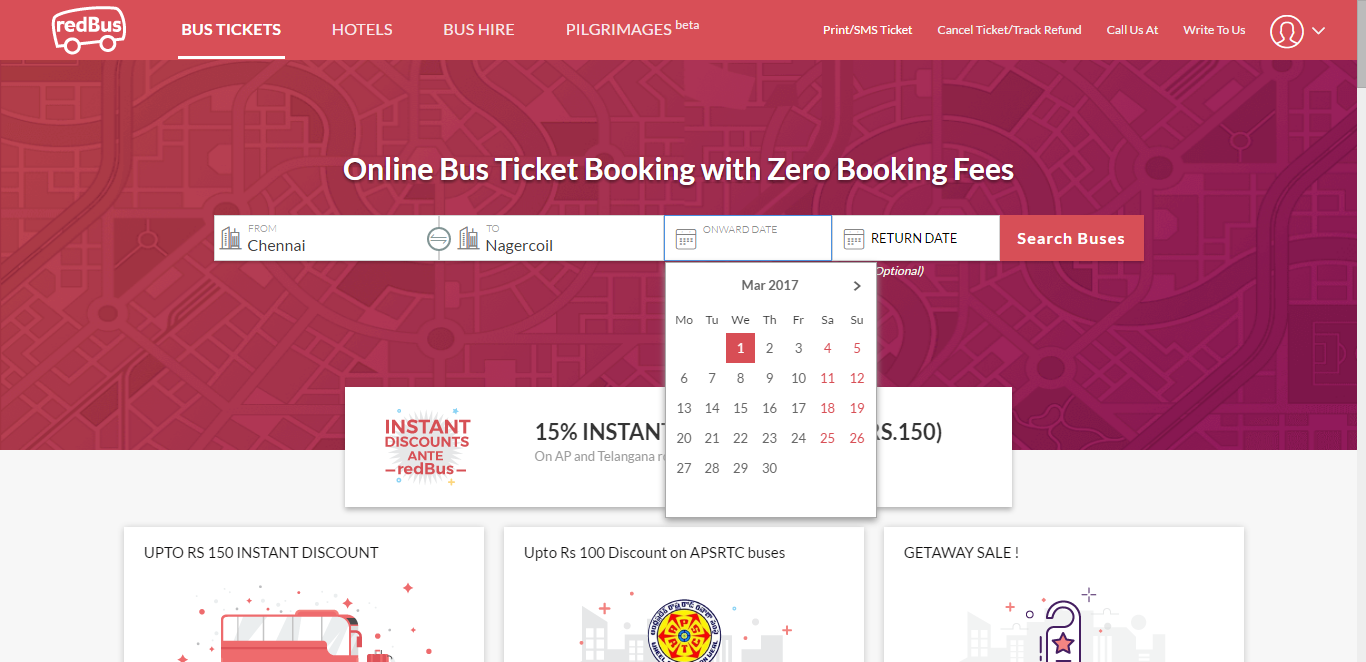 redBus
BUS TICKETS HOTELS BUS HIRE PILGRIMAGES beta Print/SMS Ticket Cancel Ticket/Track Refund Call Us At Write To Us
Online Bus Ticket Booking with Zero Booking Fees
FROM
Chennai
TO
Nagercoil
ONWARD DATE
RETURN DATE
Search Buses
Optional)
Mar 2017 >
Mo Tu We Th Fr Sa Su
1 2 3 4 5
6 7 8 9 10 11 12
13 14 15 16 17 18 19
20 21 22 23 24 25 26
27 28 29 30
INSTANT
DISCOUNTS
ANTE
redBus
15% INSTANT RS.150)
On AP and Telangana
UPTO RS 150 INSTANT DISCOUNT
Upto Rs 100 Discount on APSRTC buses
GETAWAY SALE !